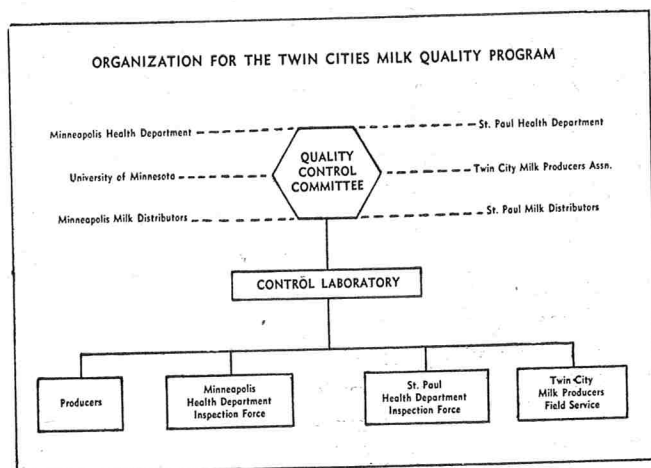 ORGANIZATION FOR THE TWIN CITIES MILK QUALITY PROGRAM
Minneapolis Health Department
St. Paul Health Department
QUALITY
CONTROL
COMMITTEE
University of Minnesota
Twin City Milk Producers Assn.
Minneapolis Milk Distributors
St. Paul Milk Distributors
CONTROL LABORATORY
Producers
Minneapolis
Health Department
Inspection Force
St. Paul
Health Department
Inspection Force
Twin City
Milk Producers
Field Service